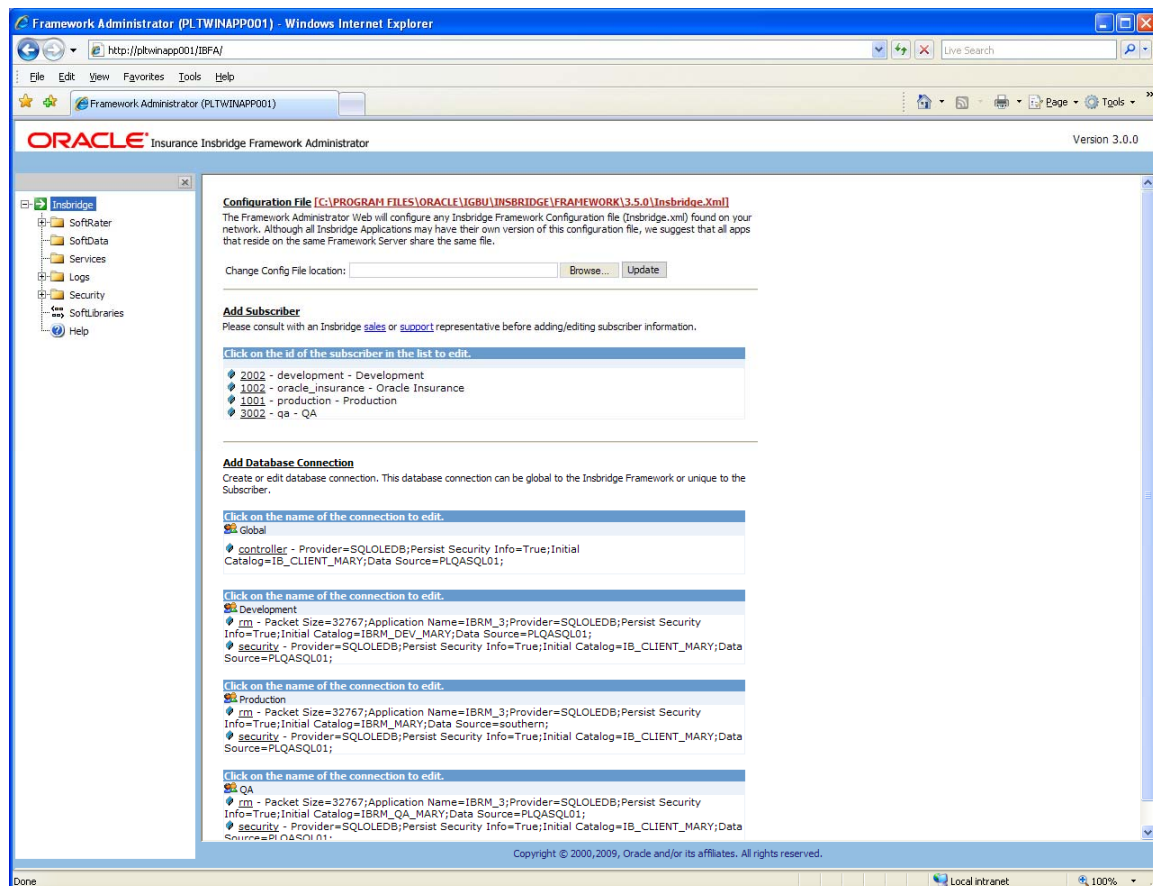 Framework Administrator (PLTWINAPP001) - Windows Internet Explorer
http://pltwinapp001/IBFA/
Live Search
File Edit View Favorites Tools Help
Framework Administrator (PLTWINAPP001)
Page Tools
ORACLE Insurance Insbridge Framework Administrator
Version 3.0.0
Insbridge
SoftRater
SoftData
Services
Logs
Security
SoftLibraries
Help
Configuration File [C:\PROGRAM FILES\ORACLE\IGBU\INSBRIDGE\FRAMEWORK\3.5.0\Insbridge.Xml]
The Framework Administrator Web will configure any Insbridge Framework Configuration file (Insbridge.xml) found on your
network. Although all Insbridge Applications may have their own version of this configuration file, we suggest that all apps
that reside on the same Framework Server share the same file.
Change Config File location: Browse... Update
Add Subscriber
Please consult with an Insbridge sales or support representative before adding/editing subscriber information.
Click on the id of the subscriber in the list to edit.
2002 - development - Development
1002 - oracle_insurance - Oracle Insurance
1001 - production - Production
3002 - qa - QA
Add Database Connection
Create or edit database connection. This database connection can be global to the Insbridge Framework or unique to the
Subscriber.
Click on the name of the connection to edit.
Global
controller - Provider=SQLOLEDB;Persist Security Info=True;Initial
Catalog=IB_CLIENT_MARY;Data Source=PLQASQL01;
Click on the name of the connection to edit.
Development
rm - Packet Size=32767;Application Name=IBRM_3;Provider=SQLOLEDB;Persist Security
Info=True;Initial Catalog=IBRM_DEV_MARY;Data Source=PLQASQL01;
security - Provider=SQLOLEDB;Persist Security Info=True;Initial Catalog=IB_CLIENT_MARY;Data
Source=PLQASQL01;
Click on the name of the connection to edit.
Production
rm - Packet Size=32767;Application Name=IBRM_3;Provider=SQLOLEDB;Persist Security
Info=True;Initial Catalog=IBRM_MARY;Data Source=southern;
security - Provider=SQLOLEDB;Persist Security Info=True;Initial Catalog=IB_CLIENT_MARY;Data
Source=PLQASQL01;
Click on the name of the connection to edit.
QA
rm - Packet Size=32767;Application Name=IBRM_3;Provider=SQLOLEDB;Persist Security
Info=True;Initial Catalog=IBRM_QA_MARY;Data Source=PLQASQL01;
security - Provider=SQLOLEDB;Persist Security Info=True;Initial Catalog=IB_CLIENT_MARY;Data
Source=PLQASQL01;
Copyright © 2000,2009, Oracle and/or its affiliates. All rights reserved.
Done
Local intranet
100%